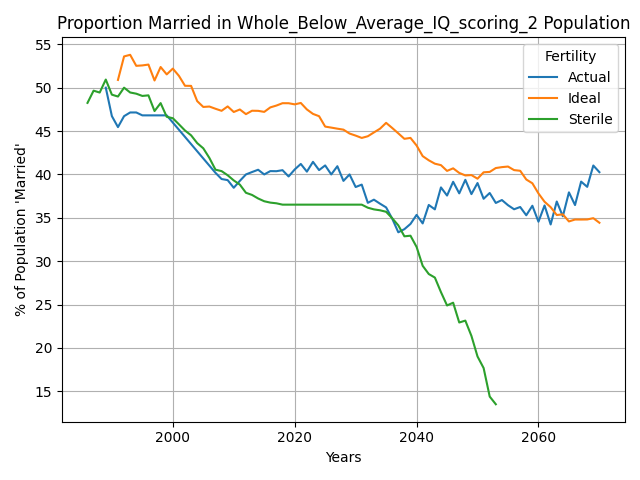 Proportion Married in Whole_Below_Average_IQ_scoring_2 Population
Fertility
Actual
Ideal
Sterile
% of Population 'Married'
55
50
45
40
35
30
25
20
15
2000
2020
2040
2060
Years